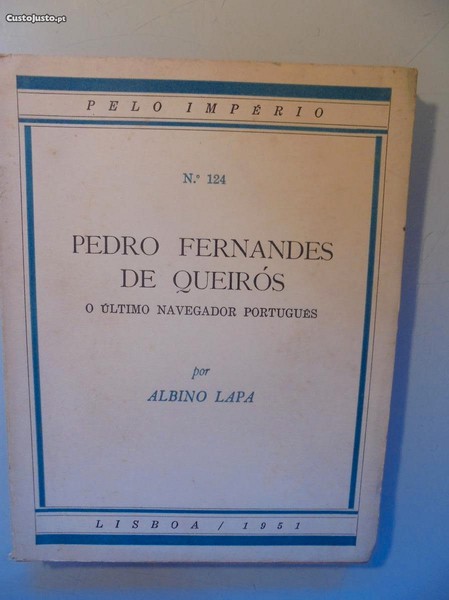 CustoJusto.pt
PELO IMPÉRIO
N.º 124
PEDRO FERNANDES
DE QUEIRÓS
O ÚLTIMO NAVEGADOR PORTUGUÊS
por
ALBINO LAPA
LISBOA / 1951